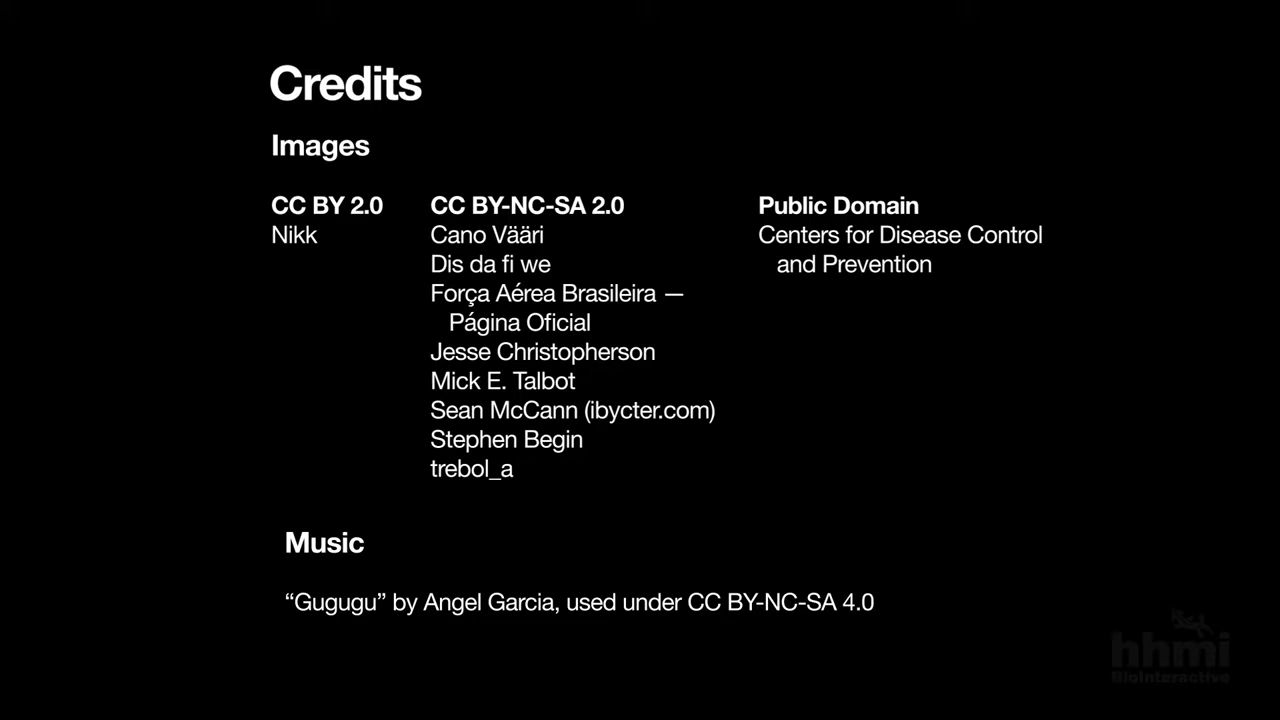 Credits
Images
CC BY 2.0
Nikk
CC BY-NC-SA 2.0
Cano Vääri
Dis da fi we
Força Aérea Brasileira —
Página Oficial
Jesse Christopherson
Mick E. Talbot
Sean McCann (ibycter.com)
Stephen Begin
trebol_a
Public Domain
Centers for Disease Control
and Prevention
Music
“Gugugu” by Angel Garcia, used under CC BY-NC-SA 4.0
hhmi
BioInteractive